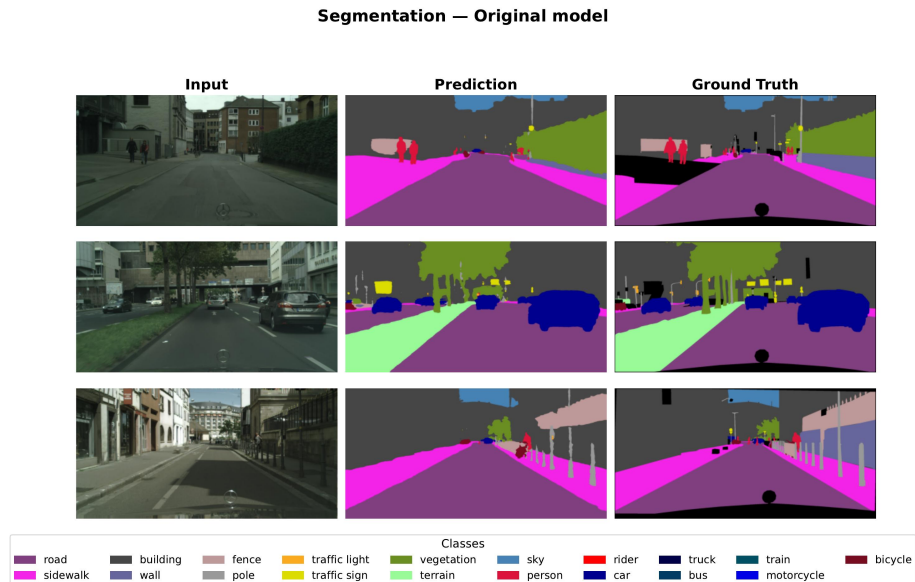 Segmentation — Original model
Input Prediction Ground Truth
Classes
road building fence traffic light vegetation sky rider truck train bicycle
sidewalk wall pole traffic sign terrain person car bus motorcycle